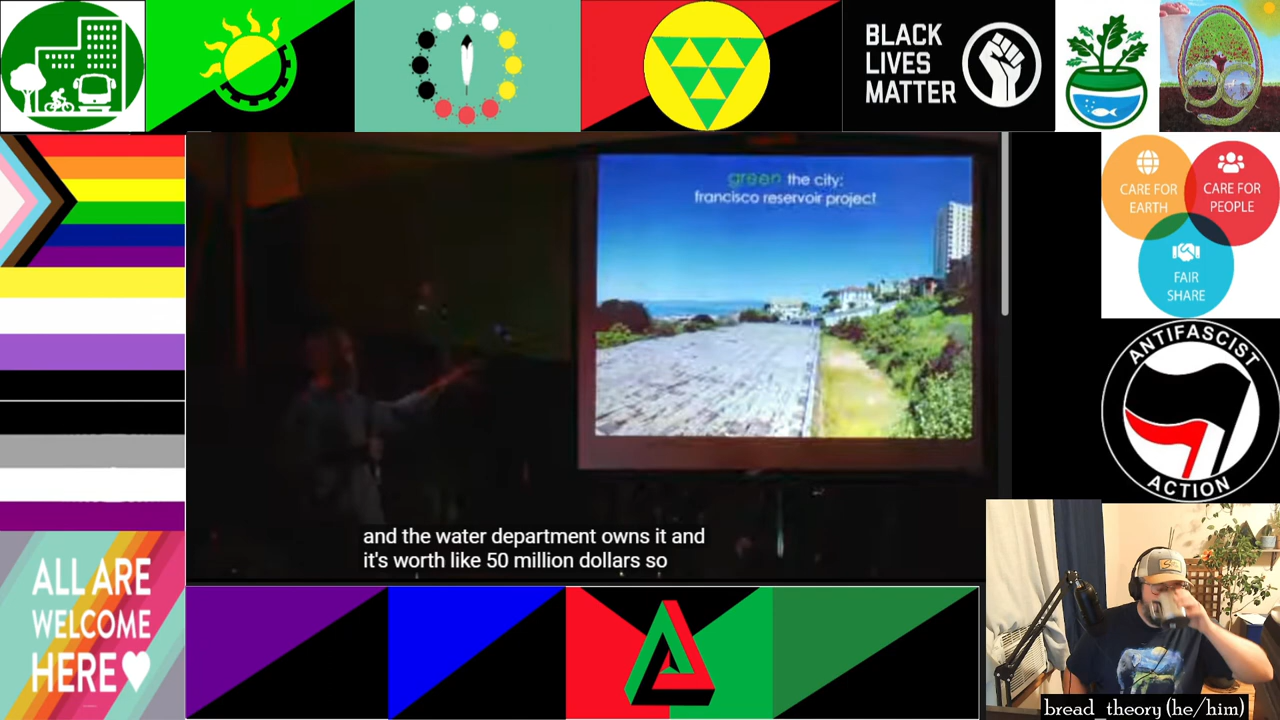 BLACK
LIVES
MATTER
green the city:
francisco reservoir project
CARE FOR
EARTH
CARE FOR
PEOPLE
FAIR
SHARE
ANTIFASCIST
ACTION
and the water department owns it and
it's worth like 50 million dollars so
ALL ARE
WELCOME
HERE
bread_theory (he/him)